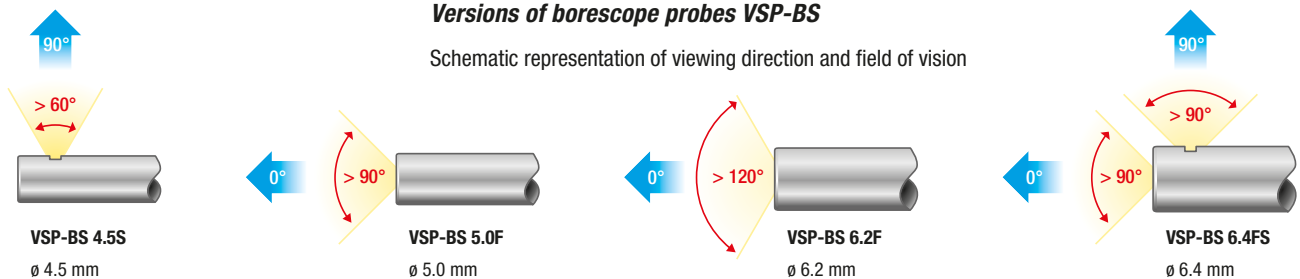 Versions of borescope probes VSP-BS
Schematic representation of viewing direction and field of vision
90°
> 60°
VSP-BS 4.5S
ø 4.5 mm
0°
> 90°
VSP-BS 5.0F
ø 5.0 mm
0°
> 120°
VSP-BS 6.2F
ø 6.2 mm
90°
> 90°
0°
> 90°
VSP-BS 6.4FS
ø 6.4 mm